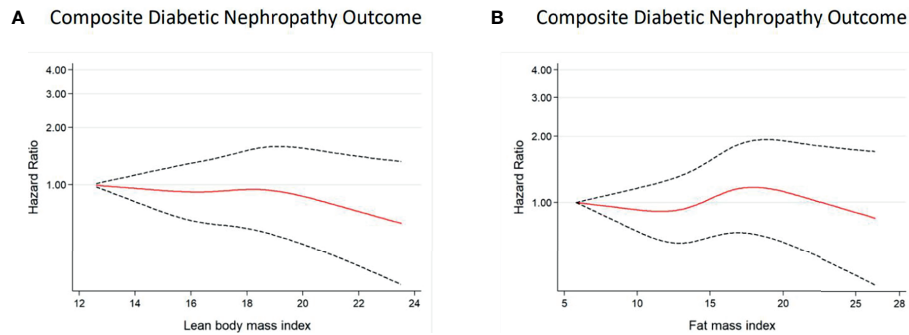 A Composite Diabetic Nephropathy Outcome
4.00
3.00
2.00
1.00
Hazard Ratio
12 14 16 18 20 22 24
Lean body mass index
B Composite Diabetic Nephropathy Outcome
4.00
3.00
2.00
1.00
Hazard Ratio
5 10 15 20 25 28
Fat mass index